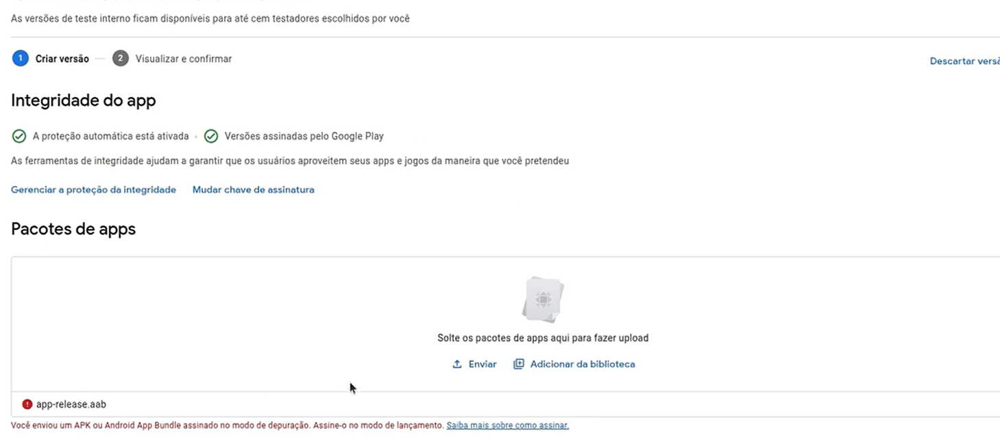 As versões de teste interno ficam disponíveis para até cem testadores escolhidos por você
1 Criar versão — 2 Visualizar e confirmar
Descartar versã
Integridade do app
A proteção automática está ativada • Versões assinadas pelo Google Play
As ferramentas de integridade ajudam a garantir que os usuários aproveitem seus apps e jogos da maneira que você pretendeu
Gerenciar a proteção da integridade Mudar chave de assinatura
Pacotes de apps
Solte os pacotes de apps aqui para fazer upload
Enviar Adicionar da biblioteca
app-release.aab
Você enviou um APK ou Android App Bundle assinado no modo de depuração. Assine-o no modo de lançamento. Saiba mais sobre como assinar.